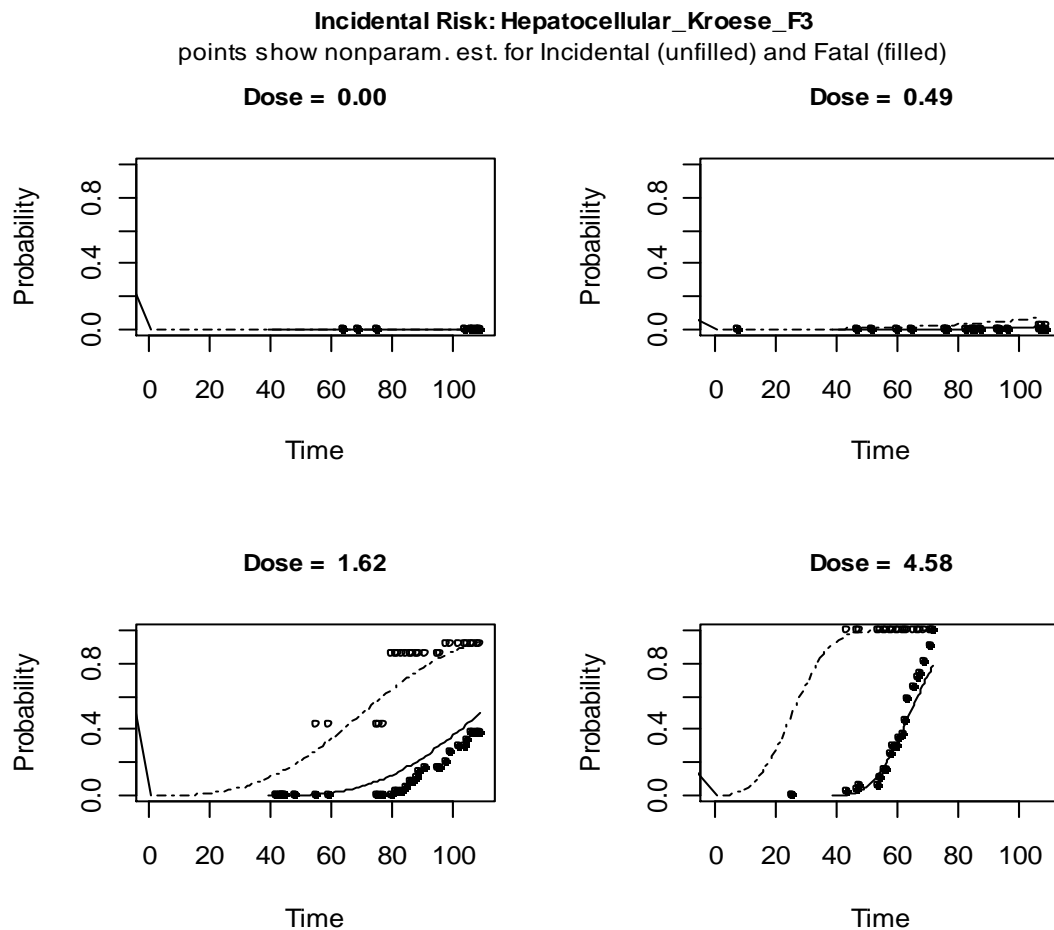 Incidental Risk: Hepatocellular_Kroese_F3
points show nonparam. est. for Incidental (unfilled) and Fatal (filled)
Dose = 0.00
Probability
0.0 0.4 0.8
0 20 40 60 80 100
Time
Dose = 0.49
Probability
0.0 0.4 0.8
0 20 40 60 80 100
Time
Dose = 1.62
Probability
0.0 0.4 0.8
0 20 40 60 80 100
Time
Dose = 4.58
Probability
0.0 0.4 0.8
0 20 40 60 80 100
Time